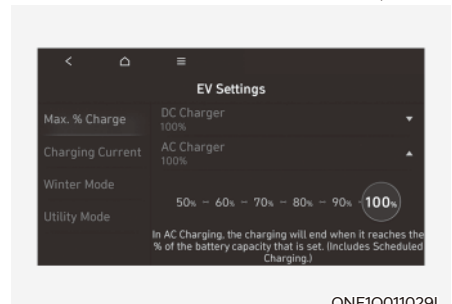 EV Settings
Max. % Charge
DC Charger
100%
Charging Current
AC Charger
100%
Winter Mode
50% - 60% - 70% - 80% - 90% - 100%
Utility Mode
In AC Charging, the charging will end when it reaches the
% of the battery capacity that is set. (Includes Scheduled
Charging.)